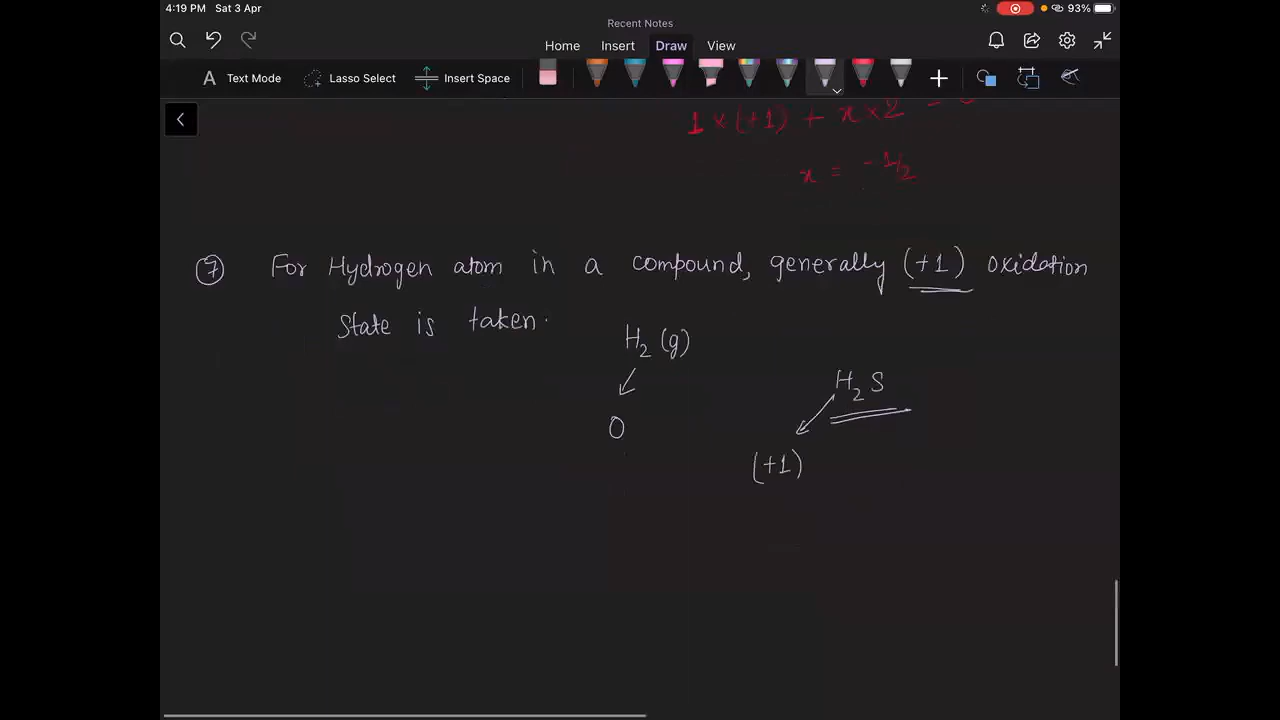 4:19 PM Sat 3 Apr
93%
Recent Notes
Home Insert Draw View
Text Mode Lasso Select Insert Space
1 × (+1) + x × 2
x = -1/2
⑦ For Hydrogen atom in a compound, generally (+1) oxidation
State is taken.
H₂ (g)
H₂S
0
(+1)